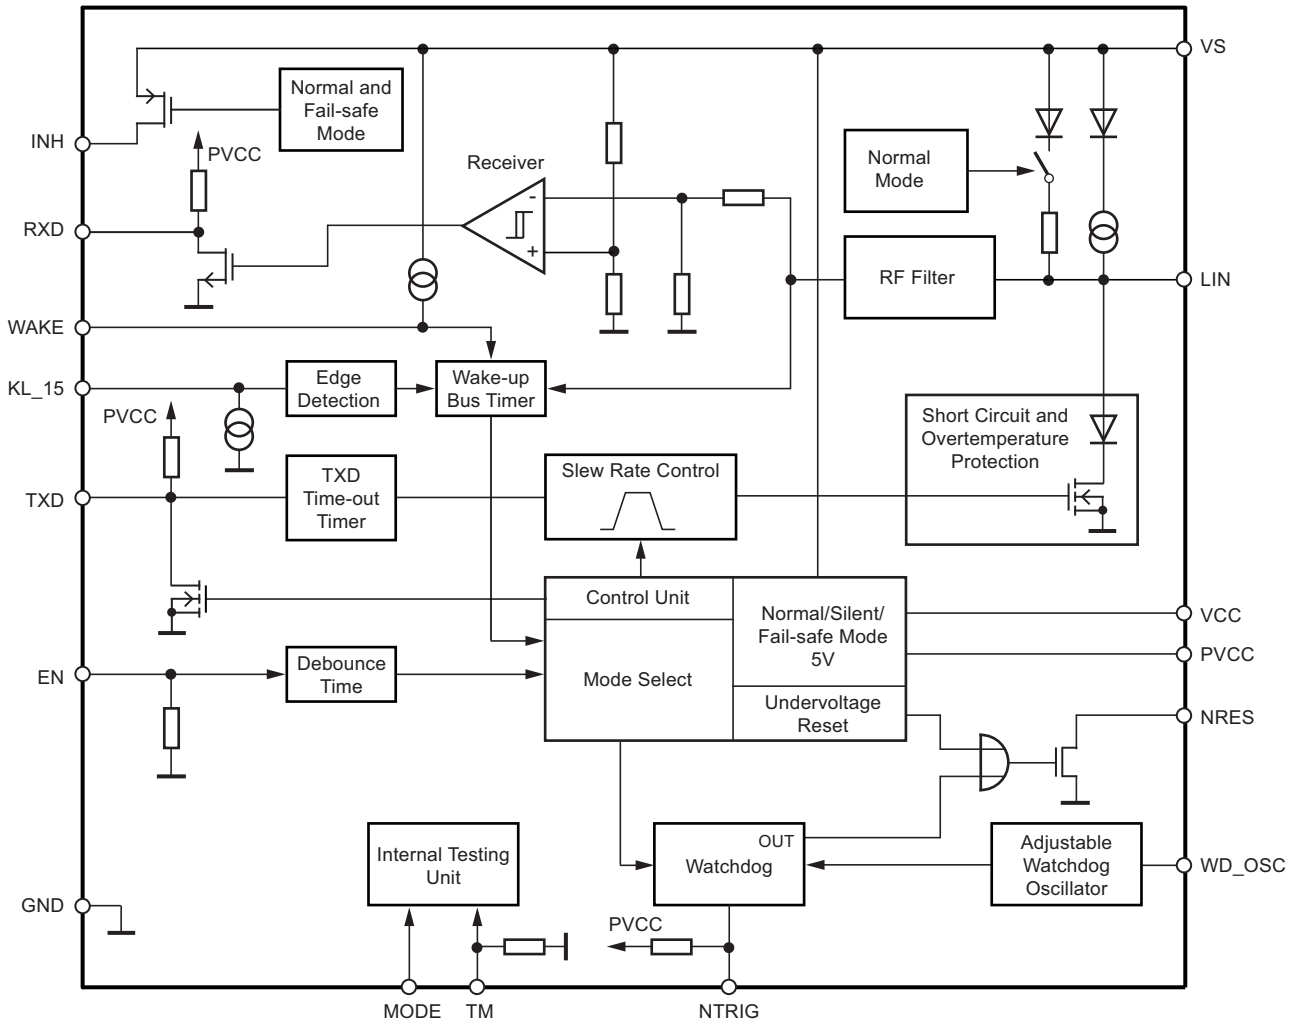 VS
Normal and
Fail-safe
Mode
INH
PVCC
Receiver
Normal
Mode
RXD
-
+
RF Filter
LIN
WAKE
KL_15
Edge
Detection
Wake-up
Bus Timer
PVCC
Short Circuit and
Overtemperature
Protection
TXD
TXD
Time-out
Timer
Slew Rate Control
Control Unit
Normal/Silent/
Fail-safe Mode
5V
VCC
PVCC
EN
Debounce
Time
Mode Select
Undervoltage
Reset
NRES
Internal Testing
Unit
OUT
Watchdog
Adjustable
Watchdog
Oscillator
WD_OSC
GND
PVCC
MODE
TM
NTRIG